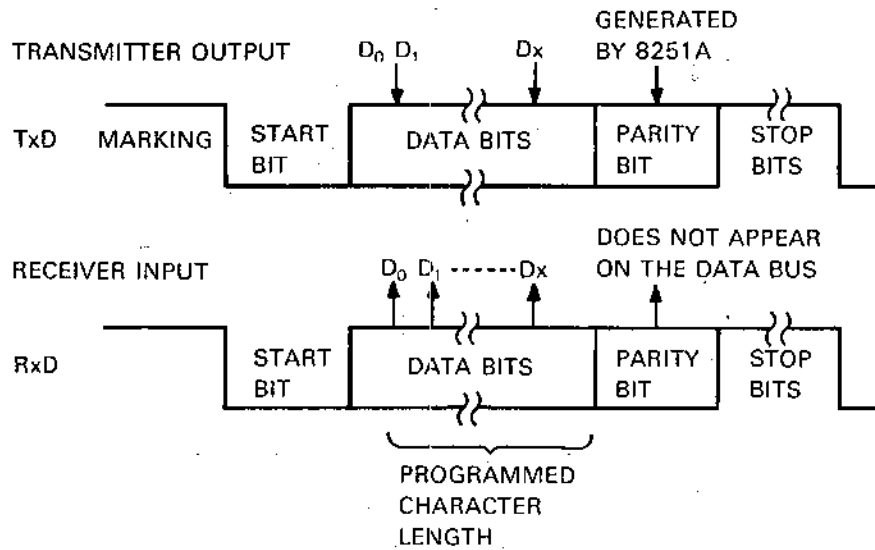 TRANSMITTER OUTPUT
D₀ D₁
Dx
GENERATED
BY 8251A
TxD
MARKING
START
BIT
DATA BITS
PARITY
BIT
STOP
BITS
RECEIVER INPUT
D₀ D₁ ------Dx
DOES NOT APPEAR
ON THE DATA BUS
RxD
START
BIT
DATA BITS
PARITY
BIT
STOP
BITS
PROGRAMMED
CHARACTER
LENGTH